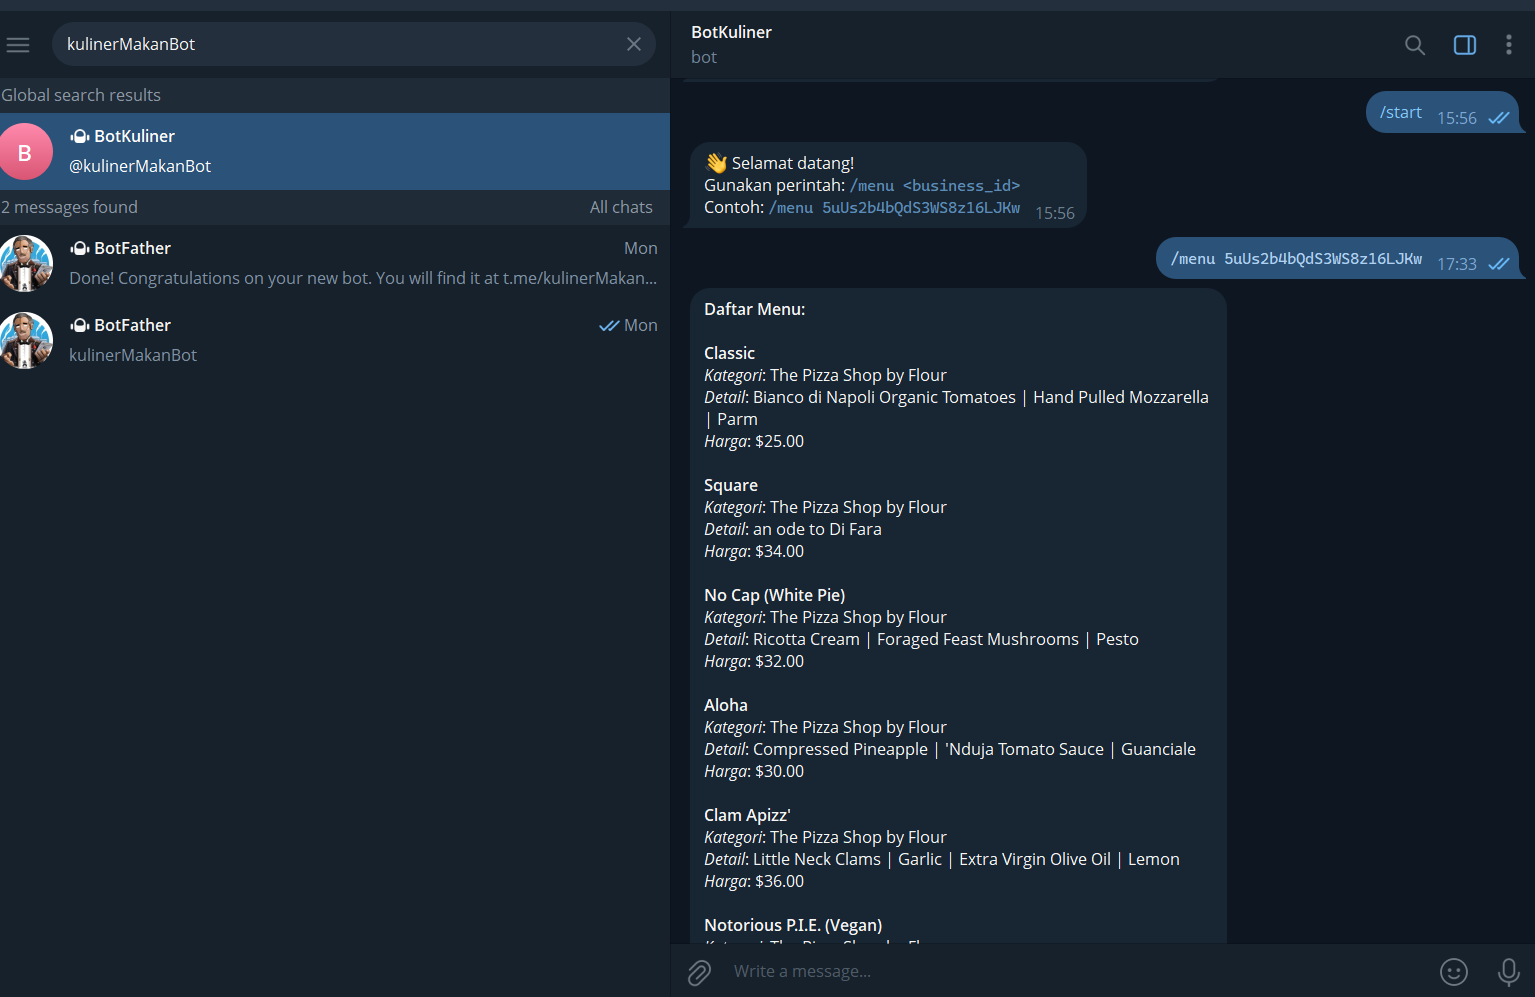 kulinerMakanBot
Global search results
B
BotKuliner
@kulinerMakanBot
2 messages found
All chats
BotFather
Mon
Done! Congratulations on your new bot. You will find it at t.me/kulinerMakan...
BotFather
Mon
kulinerMakanBot
BotKuliner
bot
/start 15:56
Selamat datang!
Gunakan perintah: /menu <business_id>
Contoh: /menu 5uUs2b4bQdS3WS8z16LJKw 15:56
/menu 5uUs2b4bQdS3WS8z16LJKw 17:33
Daftar Menu:
Classic
Kategori: The Pizza Shop by Flour
Detail: Bianco di Napoli Organic Tomatoes | Hand Pulled Mozzarella
| Parm
Harga: $25.00
Square
Kategori: The Pizza Shop by Flour
Detail: an ode to Di Fara
Harga: $34.00
No Cap (White Pie)
Kategori: The Pizza Shop by Flour
Detail: Ricotta Cream | Foraged Feast Mushrooms | Pesto
Harga: $32.00
Aloha
Kategori: The Pizza Shop by Flour
Detail: Compressed Pineapple | 'Nduja Tomato Sauce | Guanciale
Harga: $30.00
Clam Apizz'
Kategori: The Pizza Shop by Flour
Detail: Little Neck Clams | Garlic | Extra Virgin Olive Oil | Lemon
Harga: $36.00
Notorious P.I.E. (Vegan)
Write a message...